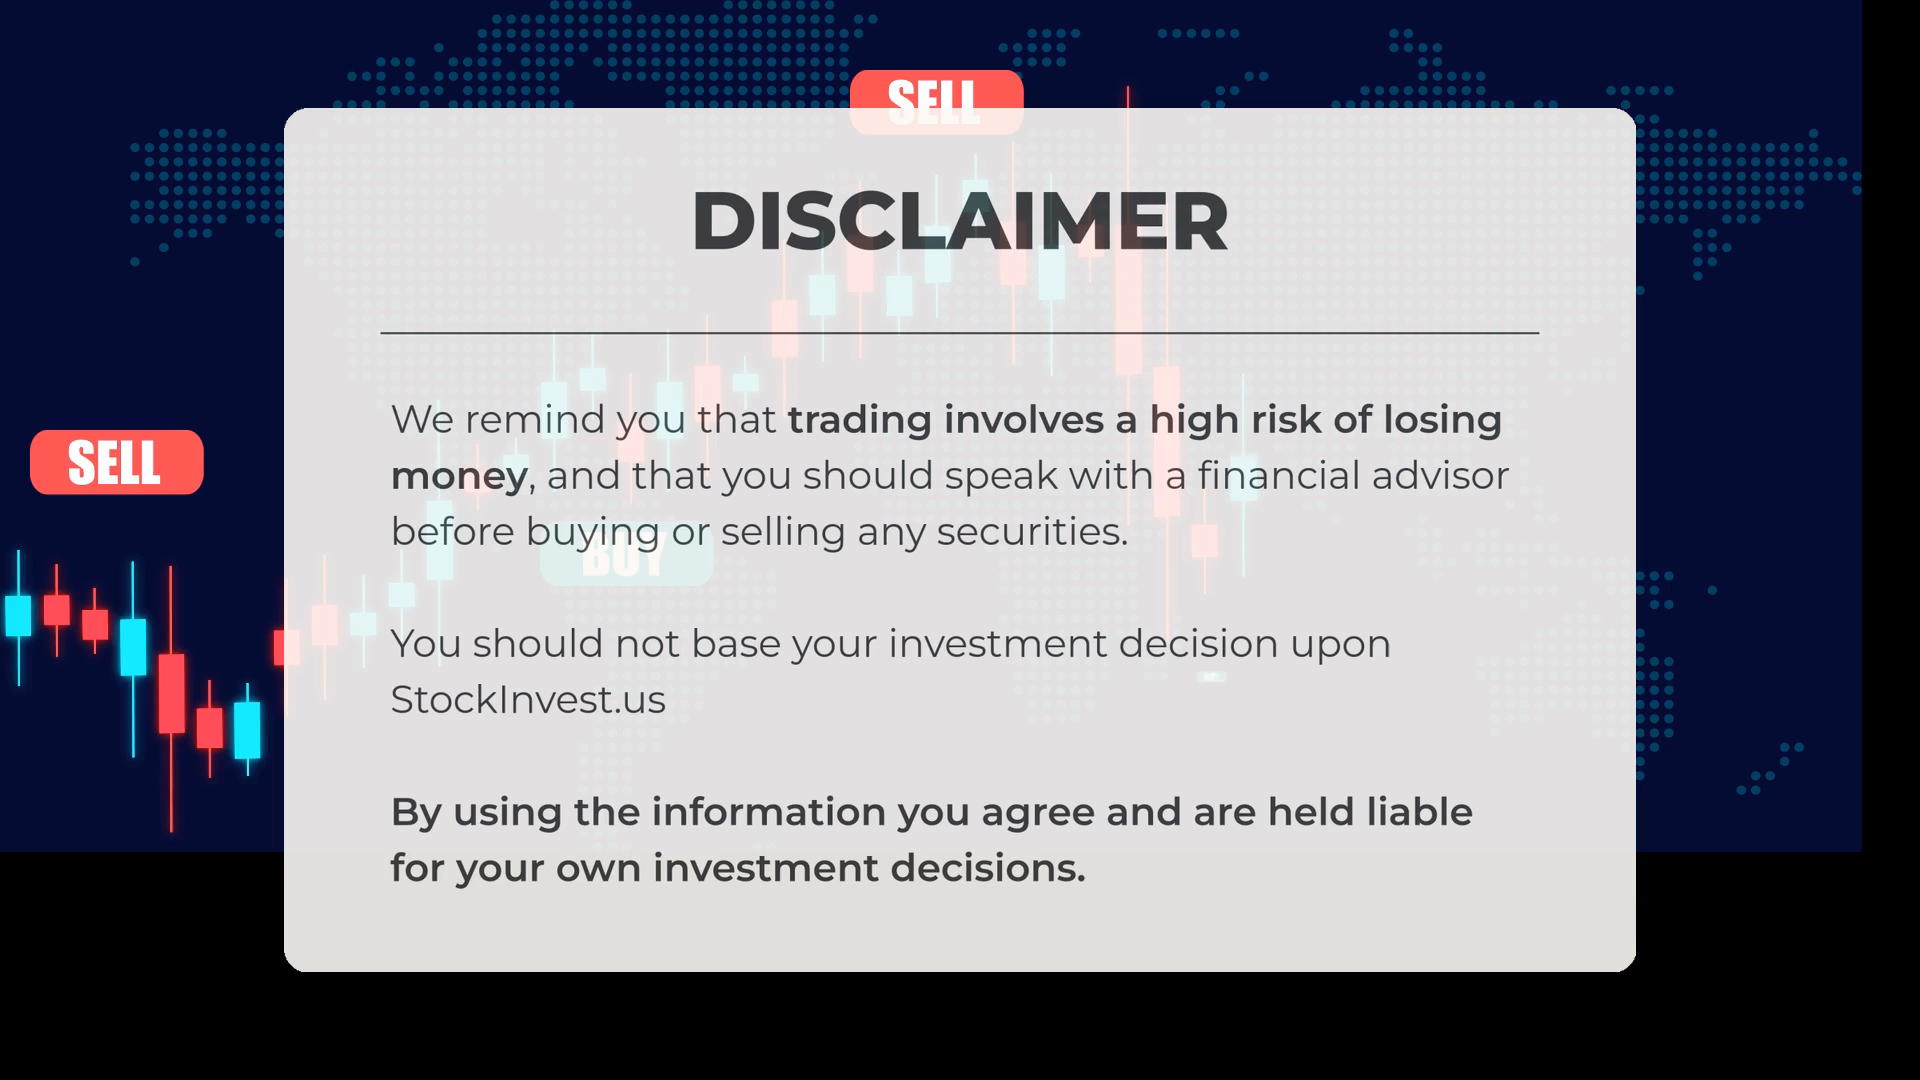 SELL
DISCLAIMER
We remind you that trading involves a high risk of losing
money, and that you should speak with a financial advisor
before buying or selling any securities.
SELL
BUY
You should not base your investment decision upon
StockInvest.us
By using the information you agree and are held liable
for your own investment decisions.